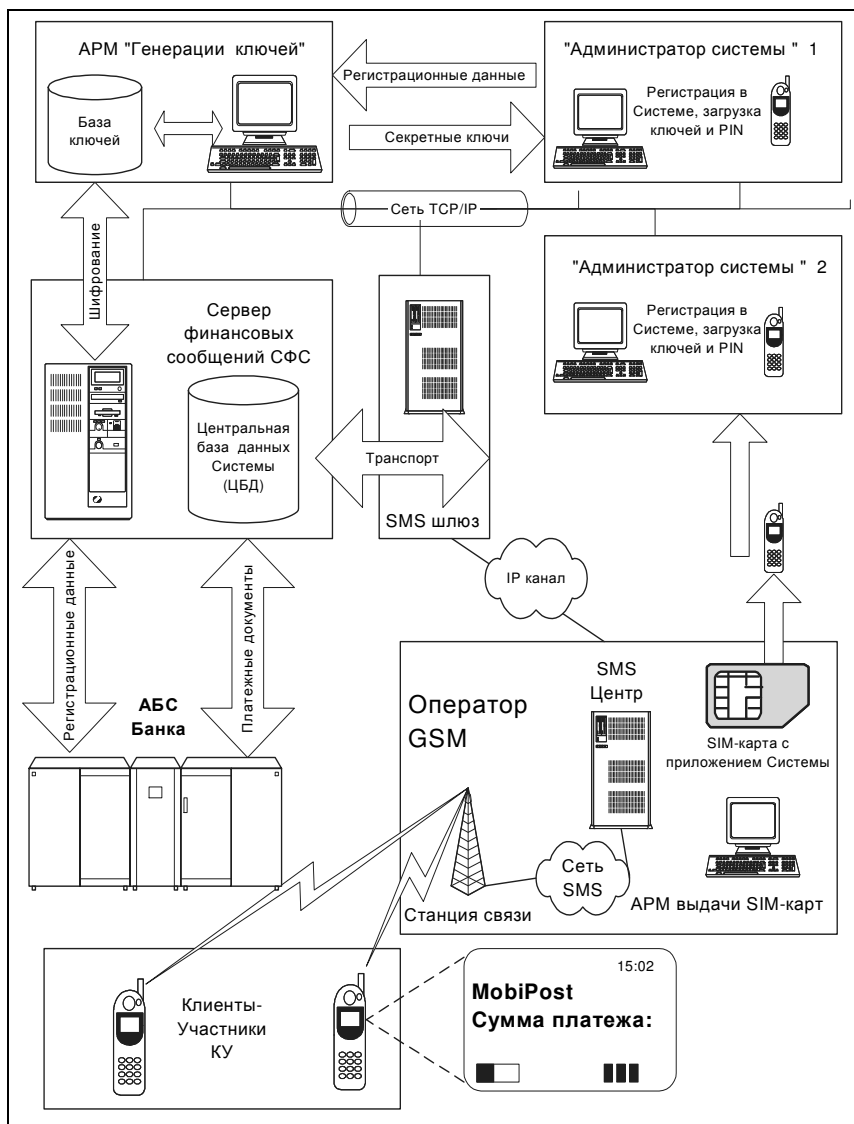 АРМ "Генерации ключей"
База
ключей
Регистрационные данные
Секретные ключи
"Администратор системы " 1
Регистрация в
Системе, загрузка
ключей и PIN
Сеть TCP/IP
"Администратор системы " 2
Регистрация в
Системе, загрузка
ключей и PIN
Шифрование
Сервер
финансовых
сообщений СФС
Центральная
база данных
Системы
(ЦБД)
Транспорт
SMS шлюз
IP канал
Регистрационные данные
Платежные документы
АБС
Банка
Оператор
GSM
SMS
Центр
SIM-карта с
приложением Системы
Сеть
SMS
Станция связи
АРМ выдачи SIM-карт
Клиенты-
Участники
КУ
15:02
MobiPost
Сумма платежа: